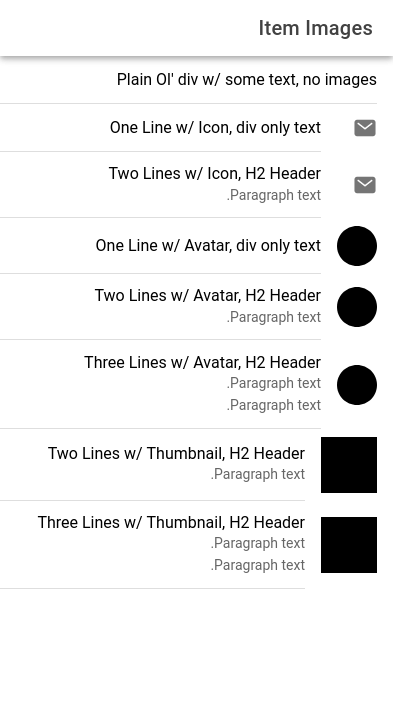 Item Images
Plain Ol' div w/ some text, no images
One Line w/ Icon, div only text
Two Lines w/ Icon, H2 Header
.Paragraph text
One Line w/ Avatar, div only text
Two Lines w/ Avatar, H2 Header
.Paragraph text
Three Lines w/ Avatar, H2 Header
.Paragraph text
.Paragraph text
Two Lines w/ Thumbnail, H2 Header
.Paragraph text
Three Lines w/ Thumbnail, H2 Header
.Paragraph text
.Paragraph text